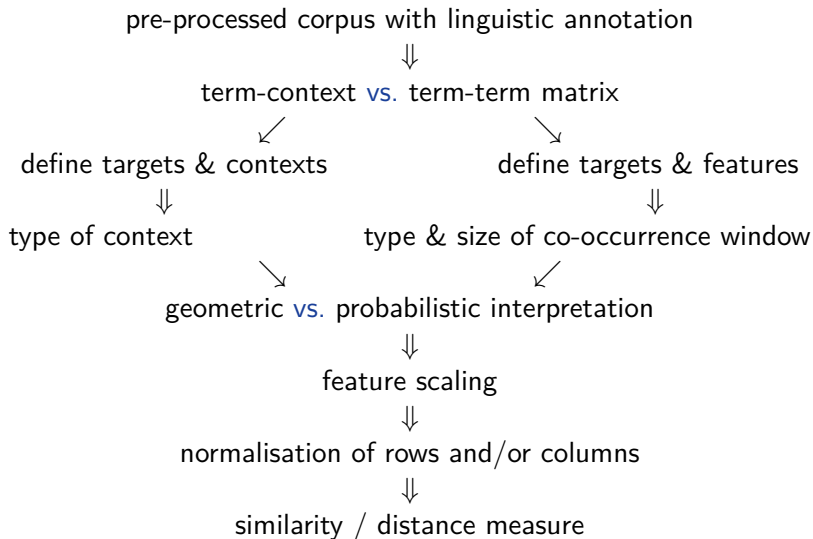 pre-processed corpus with linguistic annotation
⇓
term-context vs. term-term matrix
↙ ↘
define targets & contexts define targets & features
⇓ ⇓
type of context type & size of co-occurrence window
↘ ↙
geometric vs. probabilistic interpretation
⇓
feature scaling
⇓
normalisation of rows and/or columns
⇓
similarity / distance measure